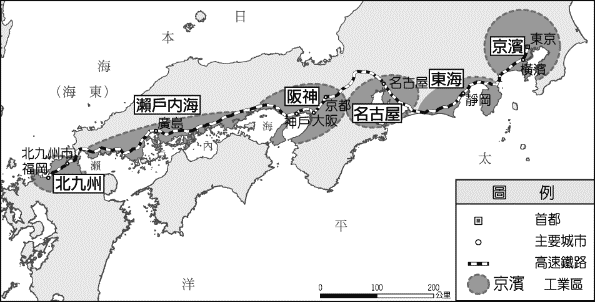 日
本
海
（東海）
京濱
東京
橫濱
東海
靜岡
名古屋
名古屋
阪神
京都
神戶
大阪
瀨戶內海
廣島
瀨
內
海
北九州市
福岡
北九州
太
平
洋
圖例
首都
主要城市
高速鐵路
京濱 工業區
0 100 200
公里